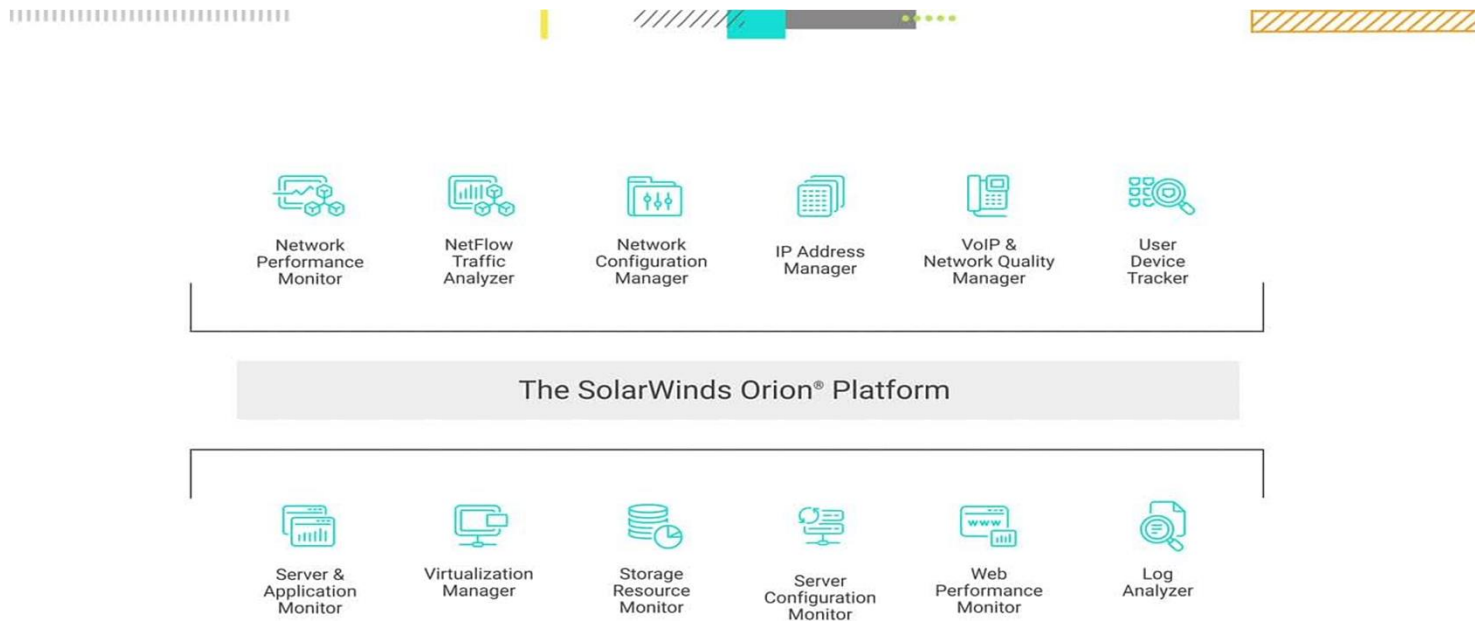 Network
Performance
Monitor
NetFlow
Traffic
Analyzer
Network
Configuration
Manager
IP Address
Manager
VoIP &
Network Quality
Manager
User
Device
Tracker
The SolarWinds Orion® Platform
Server &
Application
Monitor
Virtualization
Manager
Storage
Resource
Monitor
Server
Configuration
Monitor
www
Web
Performance
Monitor
Log
Analyzer